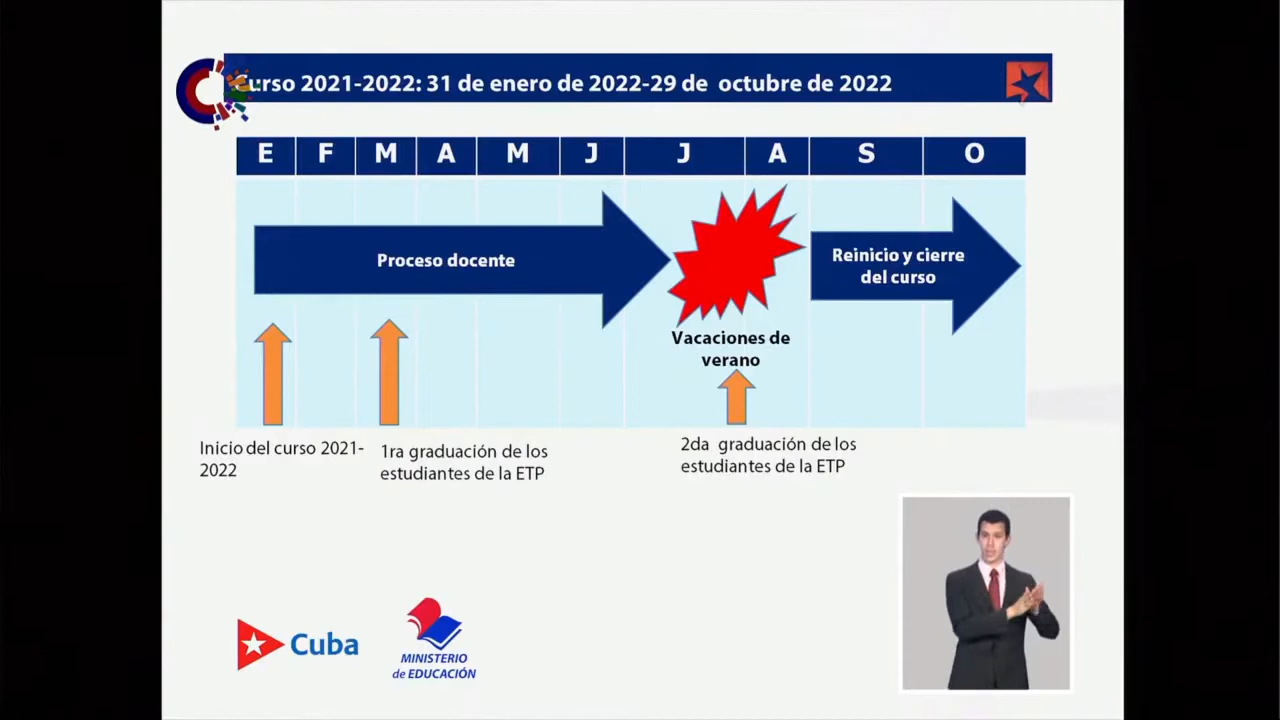 Curso 2021-2022: 31 de enero de 2022-29 de octubre de 2022
E F M A M J J A S O
Proceso docente
Reinicio y cierre
del curso
Vacaciones de
verano
Inicio del curso 2021-
2022
1ra graduación de los
estudiantes de la ETP
2da graduación de los
estudiantes de la ETP
Cuba
MINISTERIO
de EDUCACIÓN